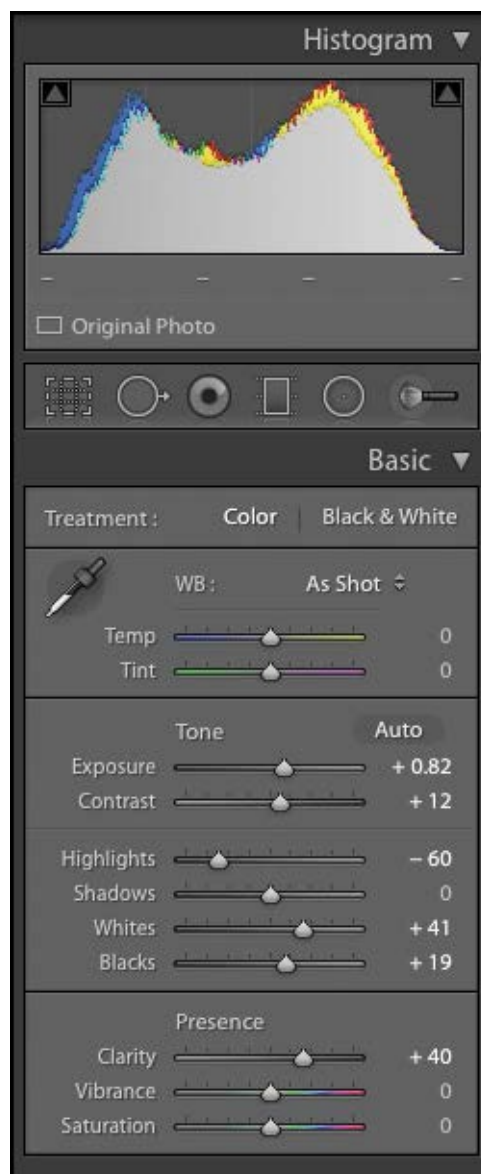 Histogram
Original Photo
Basic
Treatment : Color | Black & White
WB : As Shot
Temp 0
Tint 0
Tone Auto
Exposure + 0.82
Contrast + 12
Highlights – 60
Shadows 0
Whites + 41
Blacks + 19
Presence
Clarity + 40
Vibrance 0
Saturation 0